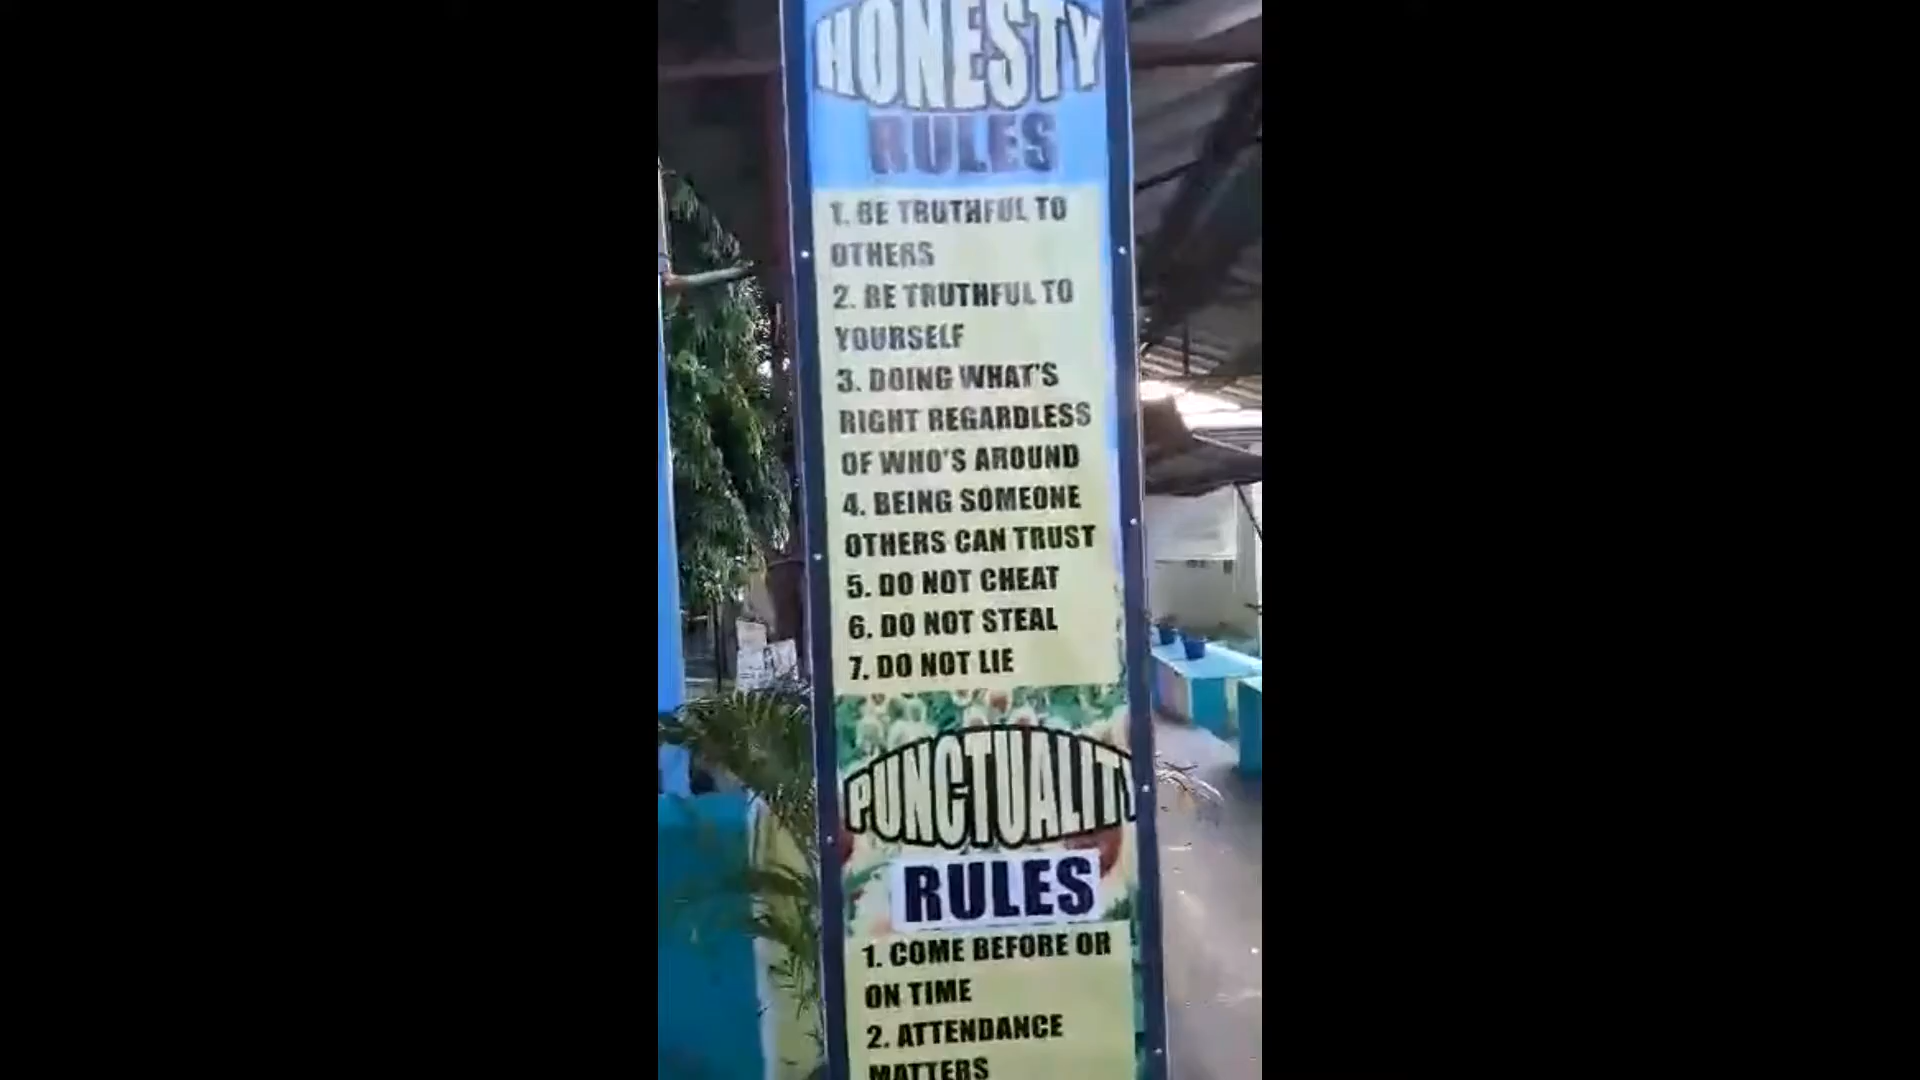 HONESTY
RULES
1. BE TRUTHFUL TO
OTHERS
2. BE TRUTHFUL TO
YOURSELF
3. DOING WHAT'S
RIGHT REGARDLESS
OF WHO'S AROUND
4. BEING SOMEONE
OTHERS CAN TRUST
5. DO NOT CHEAT
6. DO NOT STEAL
7. DO NOT LIE
PUNCTUALITY
RULES
1. COME BEFORE OR
ON TIME
2. ATTENDANCE
MATTERS